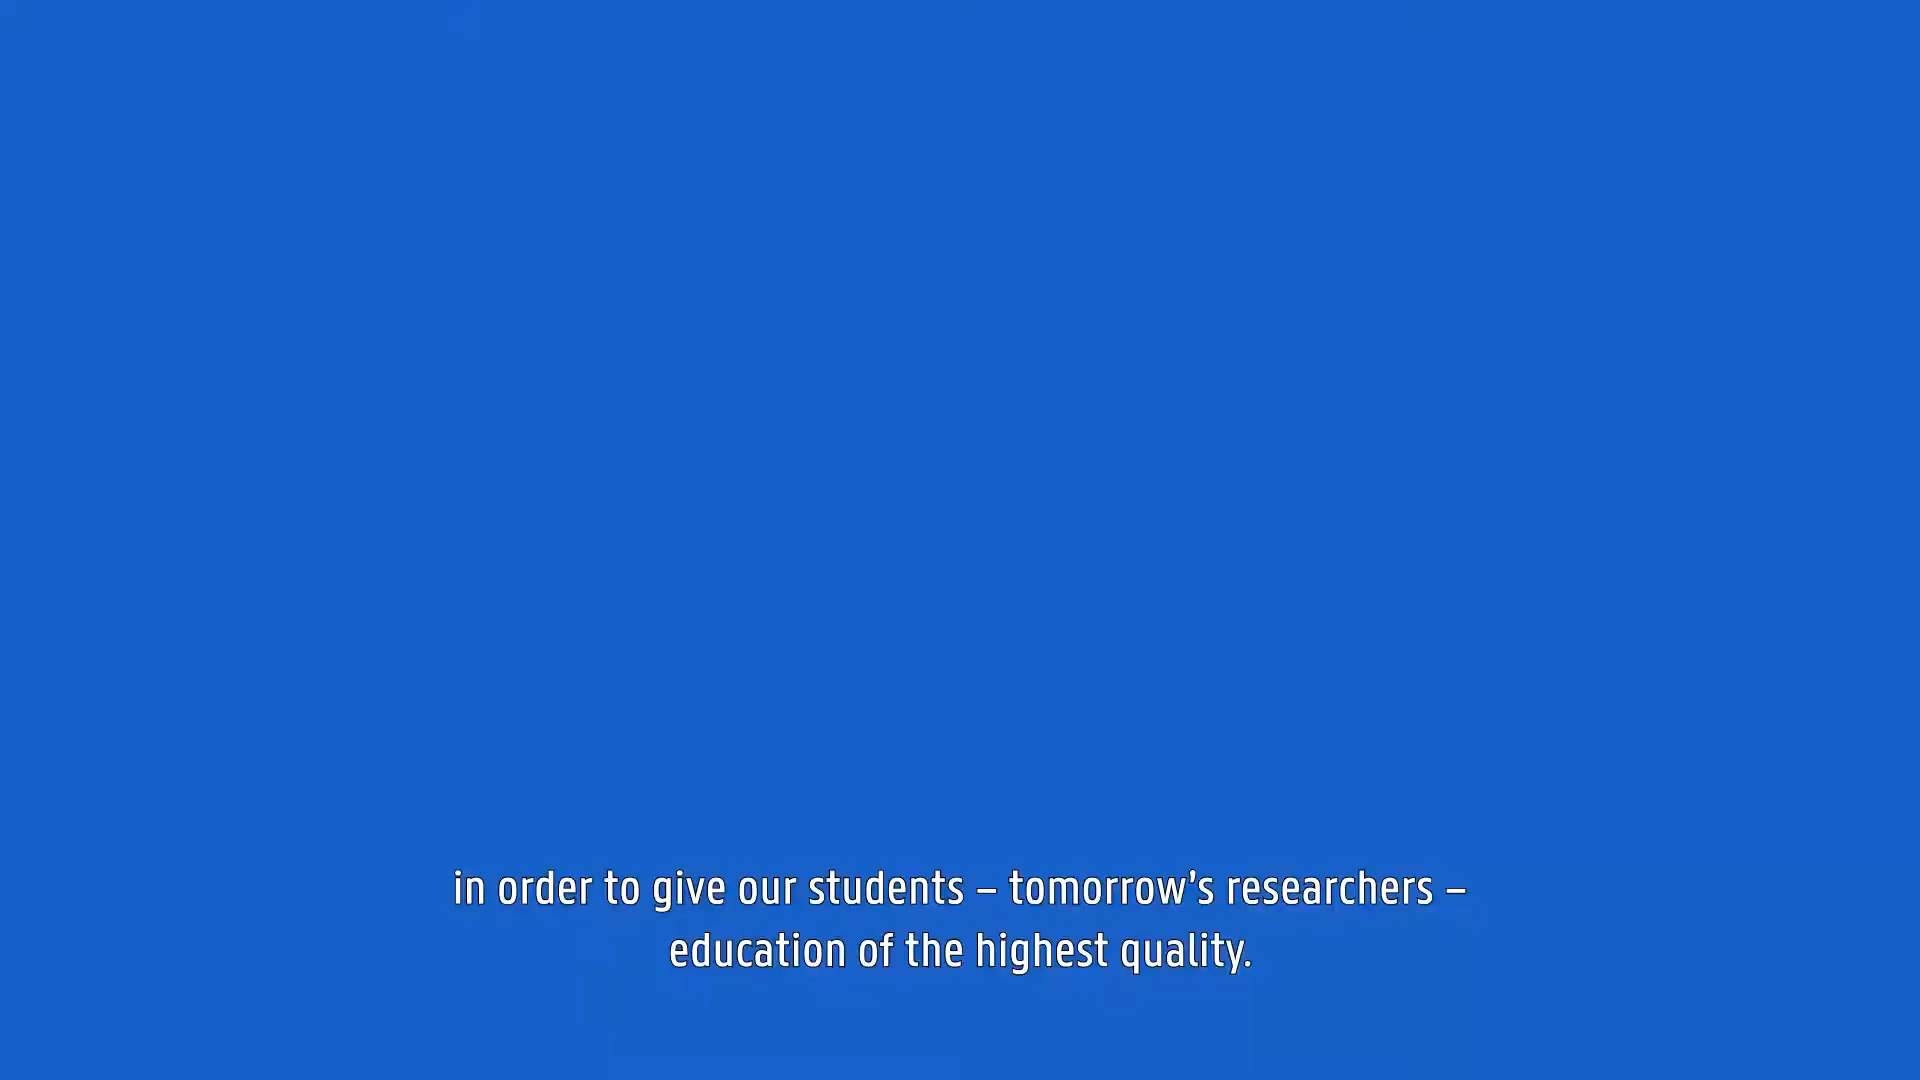 in order to give our students – tomorrow’s researchers –
education of the highest quality.